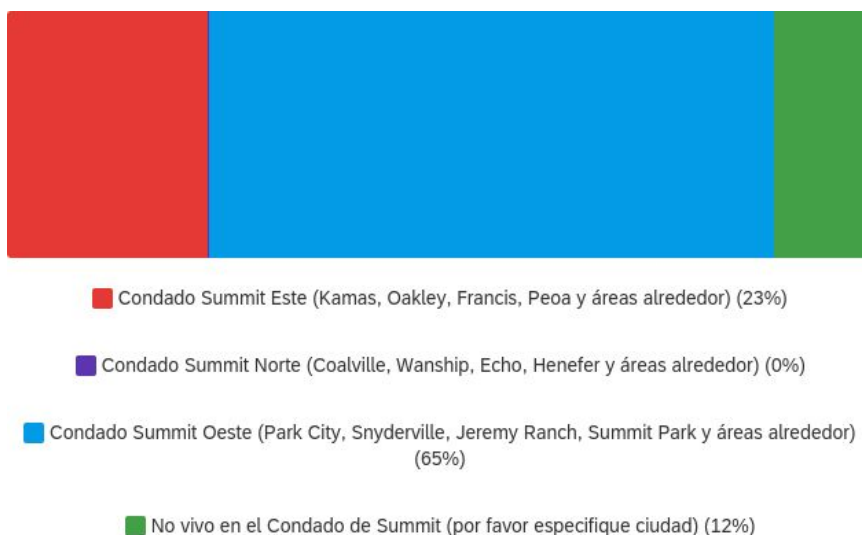 Condado Summit Este (Kamas, Oakley, Francis, Peoa y áreas alrededor) (23%)
Condado Summit Norte (Coalville, Wanship, Echo, Henefer y áreas alrededor) (0%)
Condado Summit Oeste (Park City, Snyderville, Jeremy Ranch, Summit Park y áreas alrededor)
(65%)
No vivo en el Condado de Summit (por favor especifique ciudad) (12%)